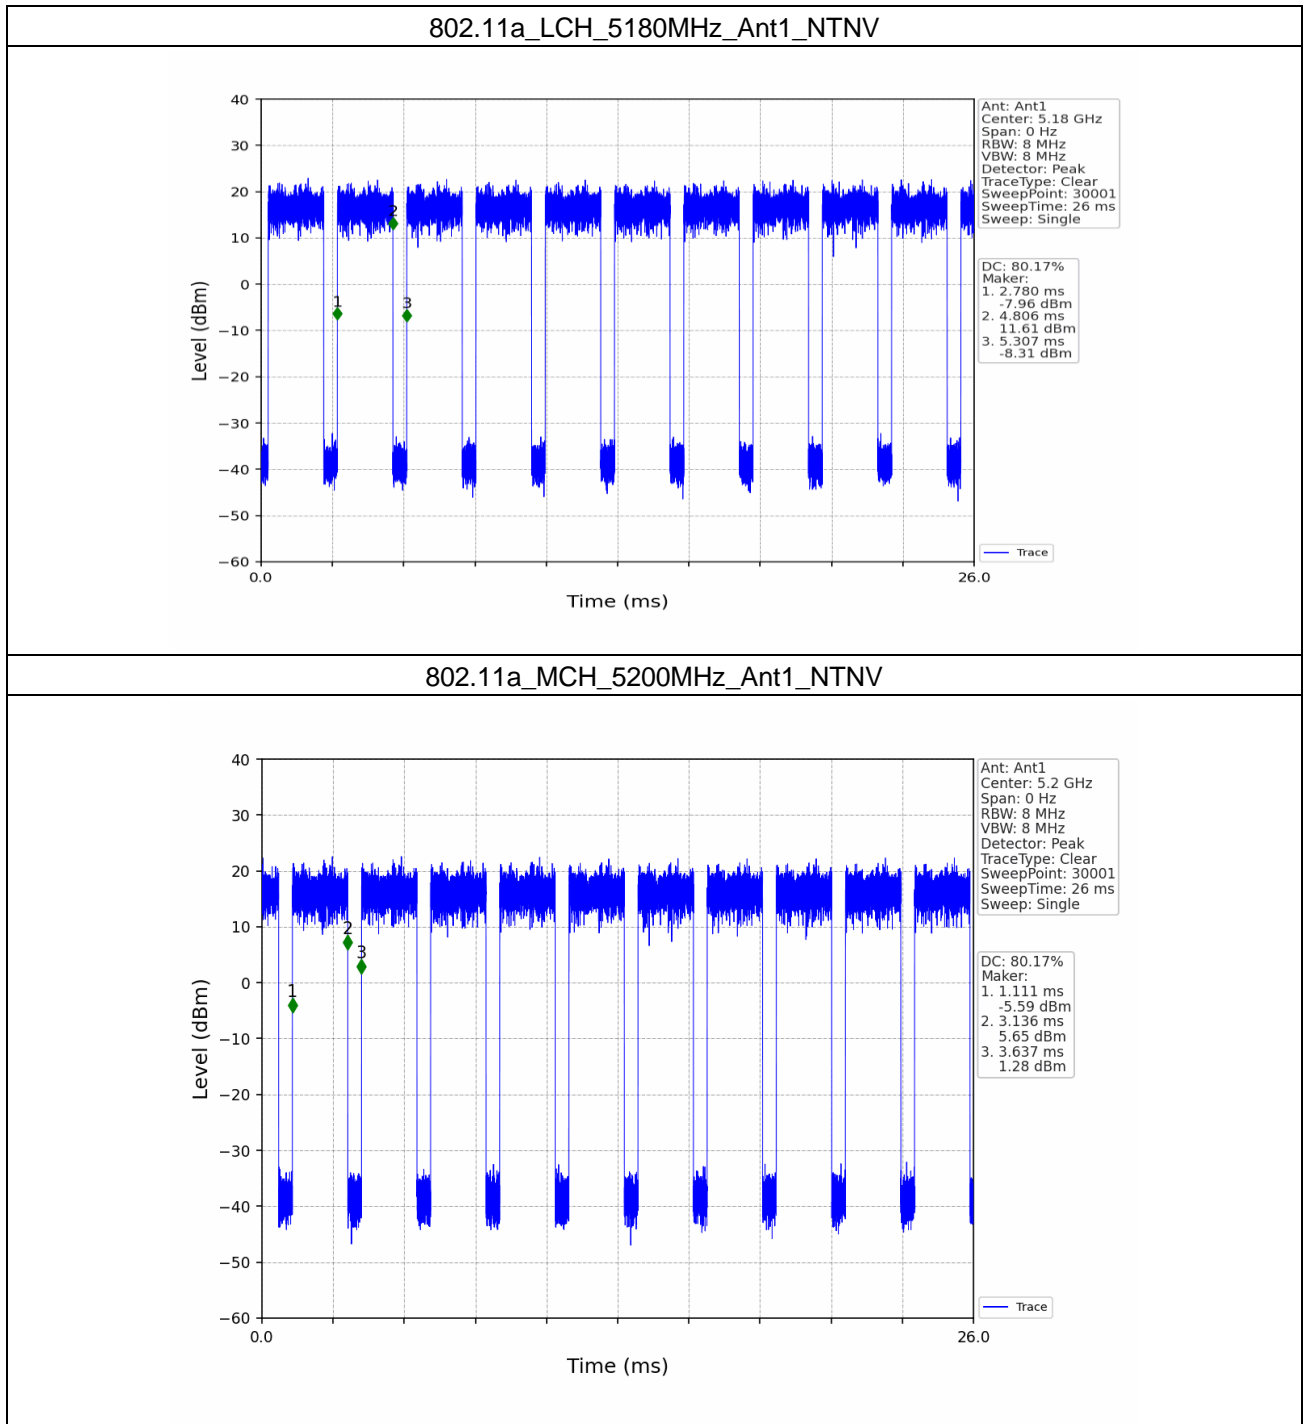 802.11a_LCH_5180MHz_Ant1_NTNV
40
30
20
10
0
−10
−20
−30
−40
−50
−60
Level (dBm)
0.0
26.0
Time (ms)
1
2
3
Ant: Ant1
Center: 5.18 GHz
Span: 0 Hz
RBW: 8 MHz
VBW: 8 MHz
Detector: Peak
TraceType: Clear
SweepPoint: 30001
SweepTime: 26 ms
Sweep: Single
DC: 80.17%
Maker:
1. 2.780 ms
-7.96 dBm
2. 4.806 ms
11.61 dBm
3. 5.307 ms
-8.31 dBm
Trace
802.11a_MCH_5200MHz_Ant1_NTNV
40
30
20
10
0
−10
−20
−30
−40
−50
−60
Level (dBm)
0.0
26.0
Time (ms)
1
2
3
Ant: Ant1
Center: 5.2 GHz
Span: 0 Hz
RBW: 8 MHz
VBW: 8 MHz
Detector: Peak
TraceType: Clear
SweepPoint: 30001
SweepTime: 26 ms
Sweep: Single
DC: 80.17%
Maker:
1. 1.111 ms
-5.59 dBm
2. 3.136 ms
5.65 dBm
3. 3.637 ms
1.28 dBm
Trace